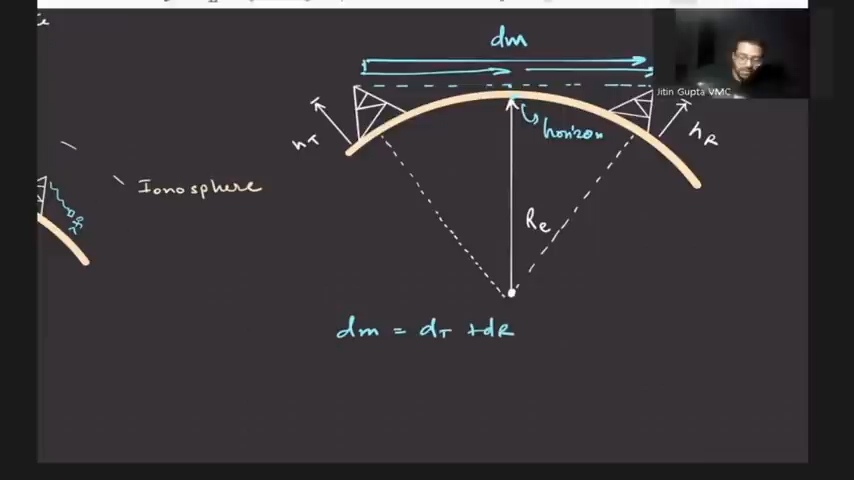 dm
Jitin Gupta VMC
horizon
hT
hR
Ionosphere
Re
dm = dT + dR